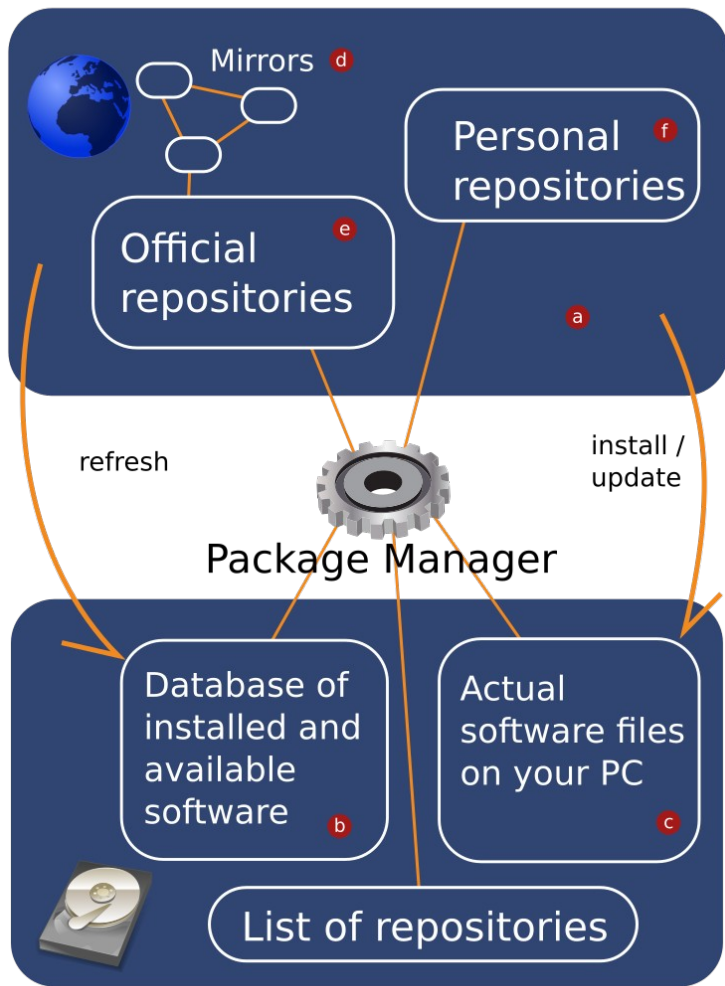 Mirrors d
Personal f
repositories
Official e
repositories
a
refresh
install /
update
Package Manager
Database of
installed and
available
software b
Actual
software files
on your PC
c
List of repositories